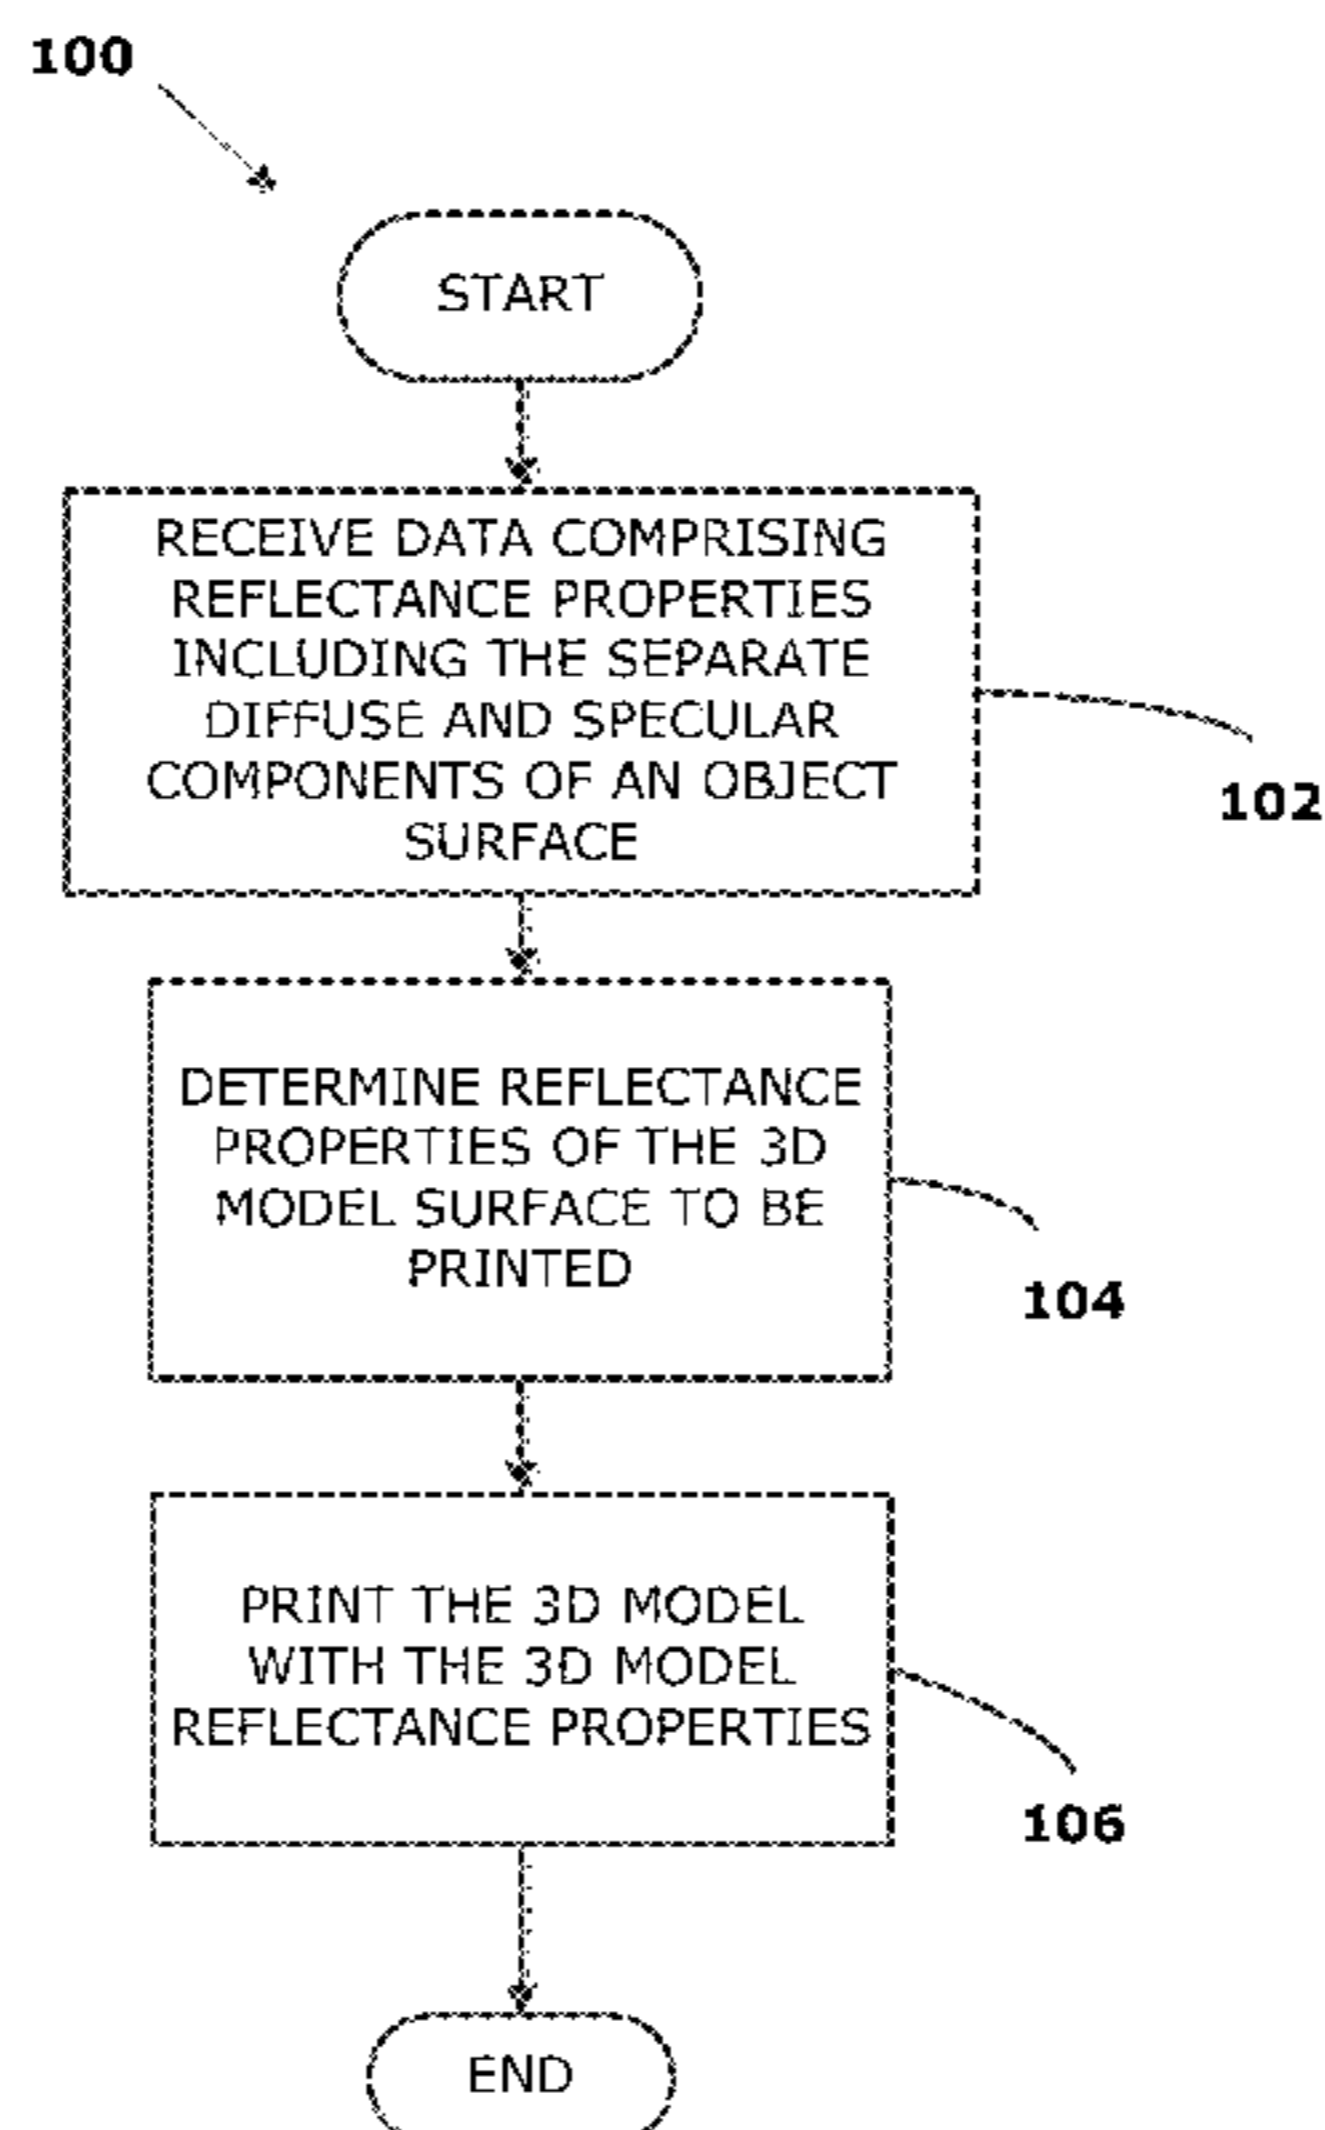 100
START
RECEIVE DATA COMPRISING
REFLECTANCE PROPERTIES
INCLUDING THE SEPARATE
DIFFUSE AND SPECULAR
COMPONENTS OF AN OBJECT
SURFACE
102
DETERMINE REFLECTANCE
PROPERTIES OF THE 3D
MODEL SURFACE TO BE
PRINTED
104
PRINT THE 3D MODEL
WITH THE 3D MODEL
REFLECTANCE PROPERTIES
106
END